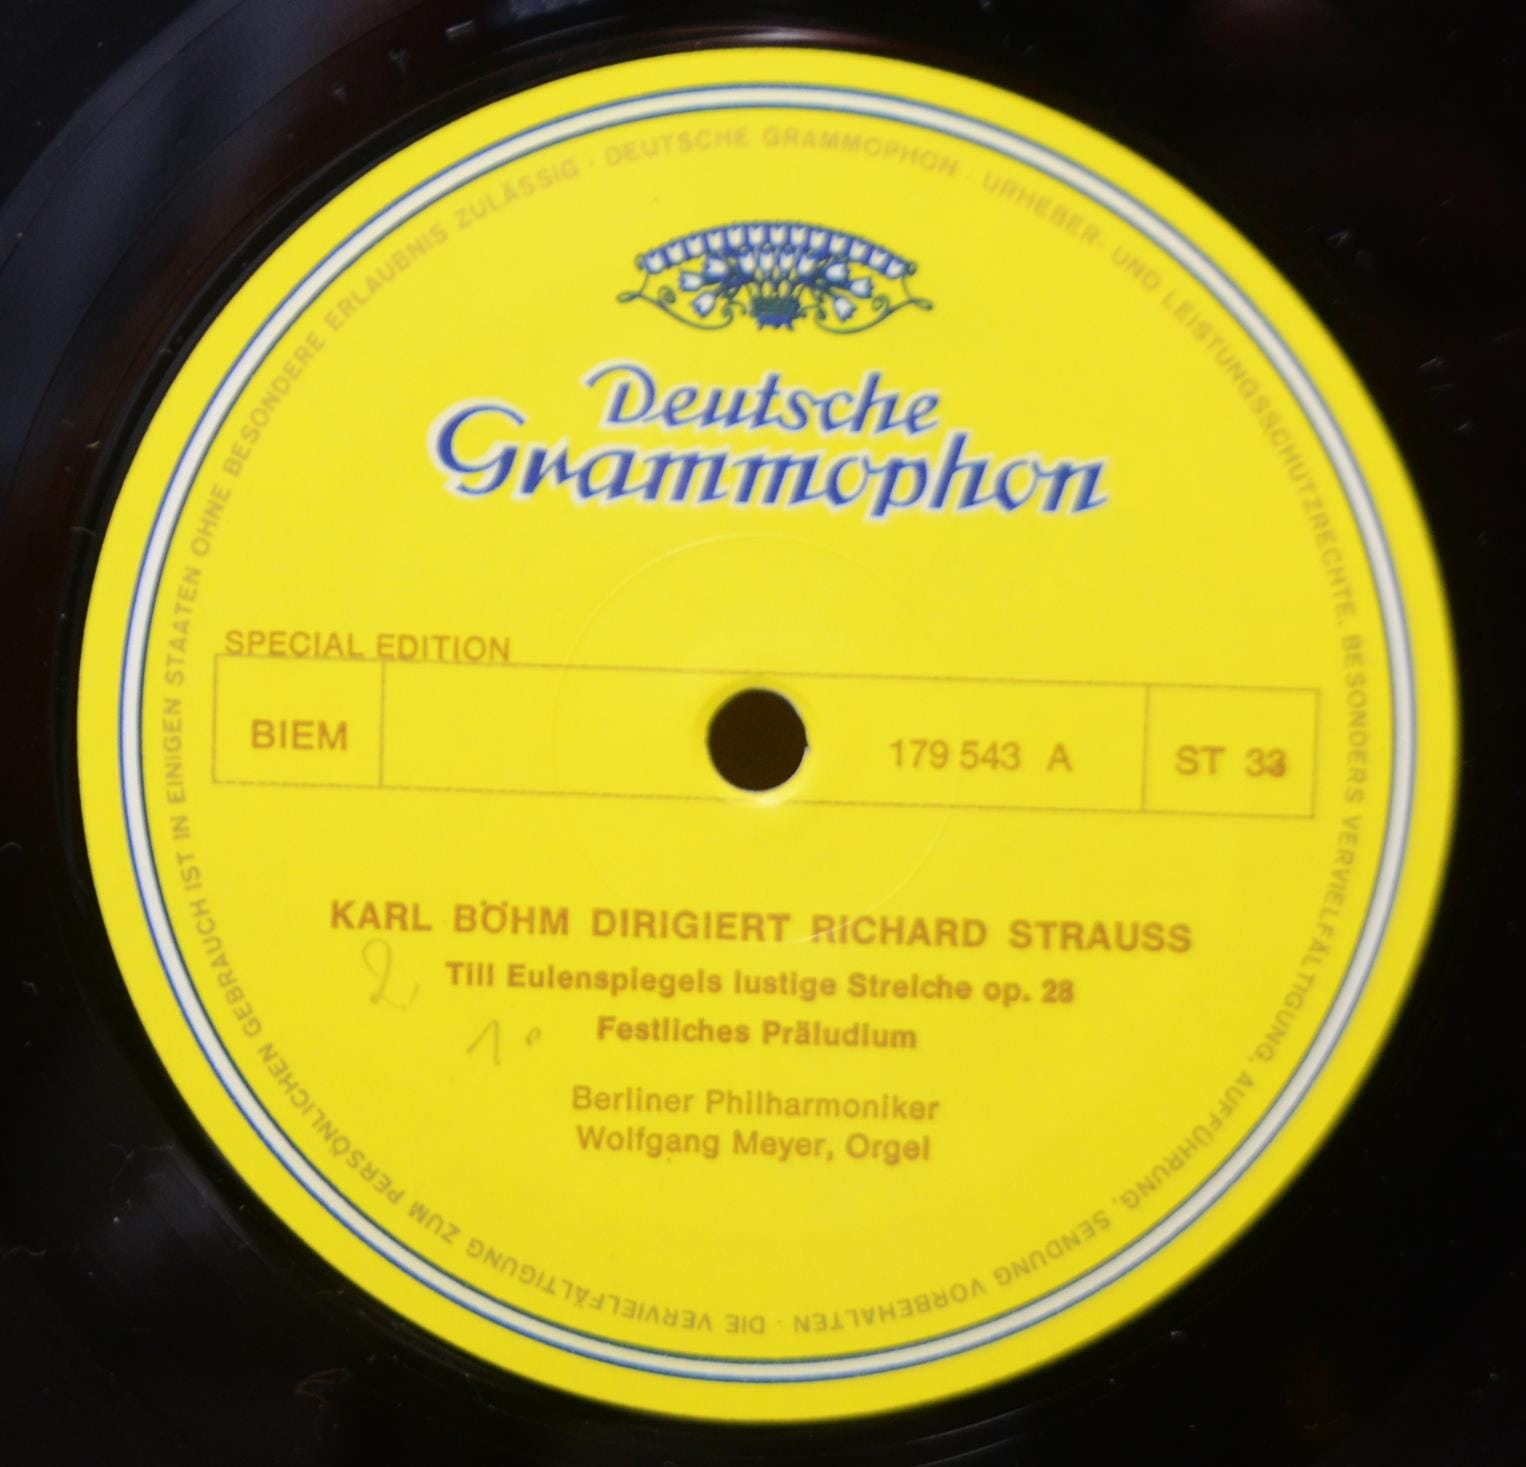 DEUTSCHE GRAMMOPHON · URHEBER- UND LEISTUNGSSCHUTZRECHTE, BESONDERS VERVIELFÄLTIGUNG, AUFFÜHRUNG, SENDUNG VORBEHALTEN · DIE VERVIELFÄLTIGUNG ZUM PERSÖNLICHEN GEBRAUCH IST IN EINIGEN STAATEN OHNE BESONDERE ERLAUBNIS ZULÄSSIG ·
Deutsche
Grammophon
SPECIAL EDITION
BIEM 179 543 A ST 33
KARL BÖHM DIRIGIERT RICHARD STRAUSS
Till Eulenspiegels lustige Streiche op. 28
Festliches Präludium
2.
1.
Berliner Philharmoniker
Wolfgang Meyer, Orgel